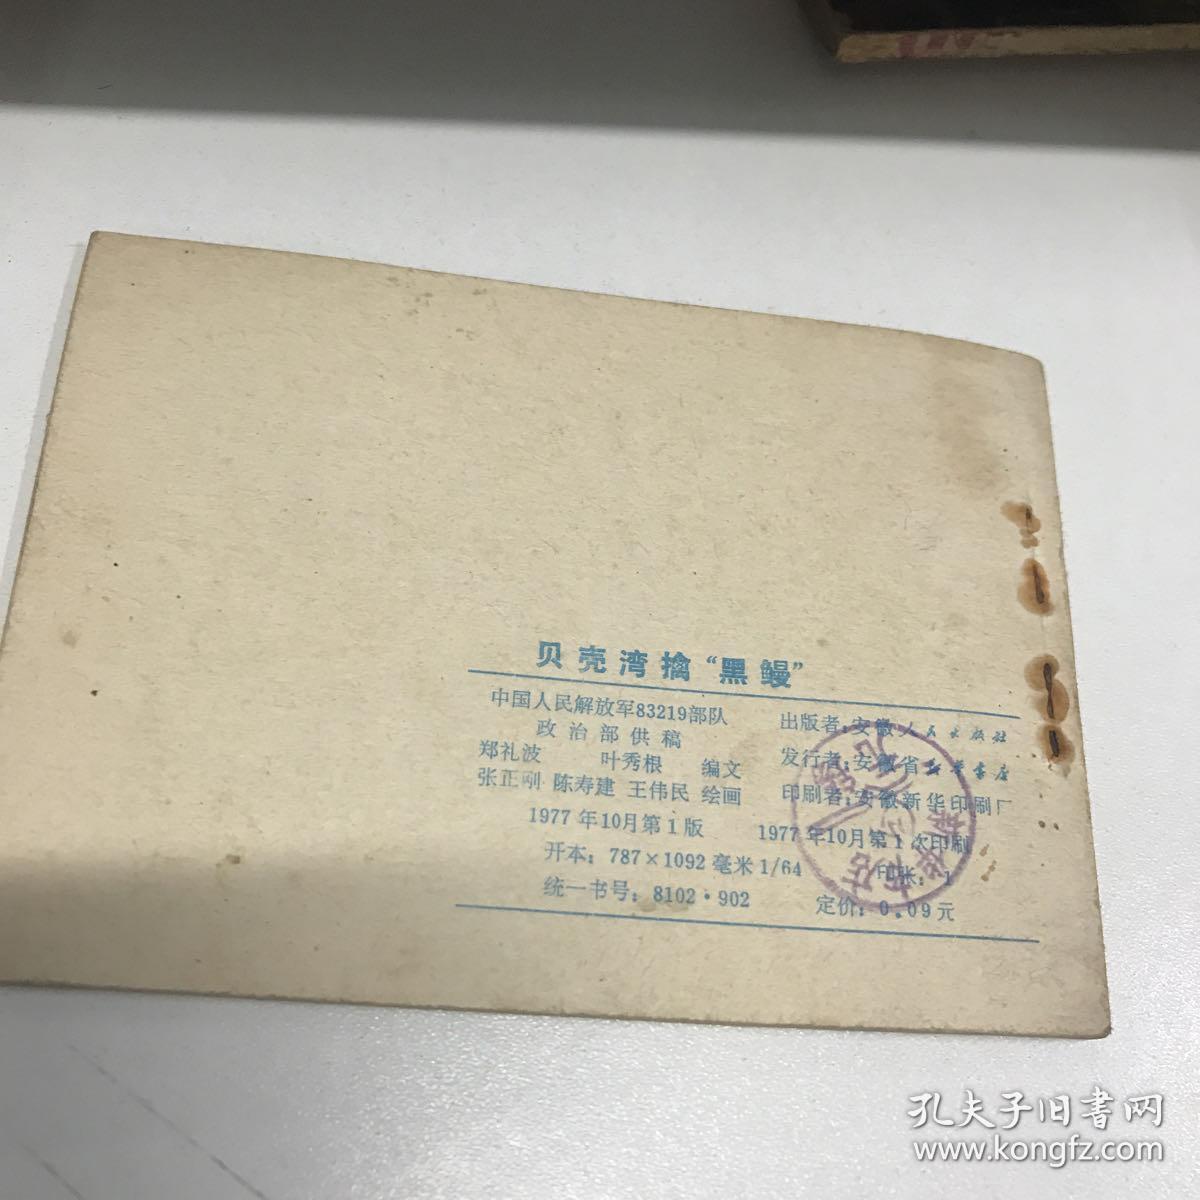 贝壳湾擒“黑鳗”
中国人民解放军83219部队
政治部供稿
郑礼波 叶秀根 编文
张正刚 陈寿建 王伟民 绘画
出版者：安徽人民出版社
发行者：安徽省新华书店
印刷者：安徽新华印刷厂
1977年10月第1版 1977年10月第1次印刷
开本：787×1092毫米1/64 印张：1
统一书号：8102·902 定价：0.09元
孔夫子旧书网
www.kongfz.com